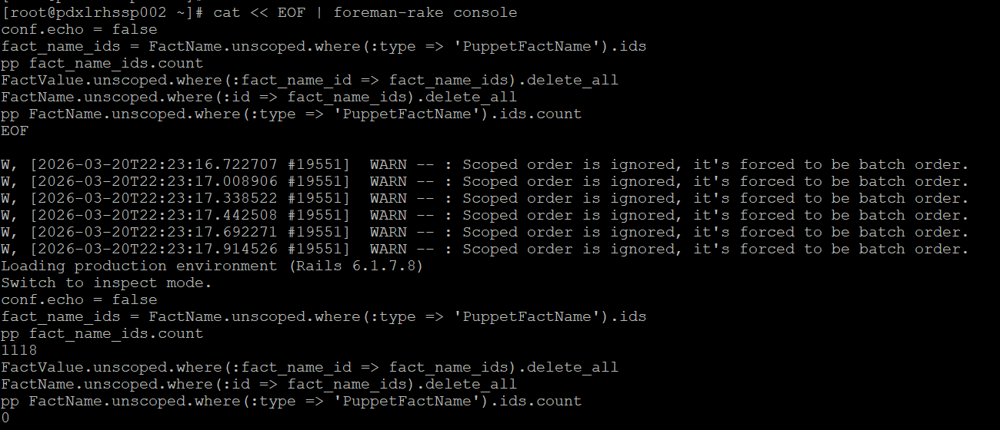 [root@pdxlrhssp002 ~]# cat << EOF | foreman-rake console
conf.echo = false
fact_name_ids = FactName.unscoped.where(:type => 'PuppetFactName').ids
pp fact_name_ids.count
FactValue.unscoped.where(:fact_name_id => fact_name_ids).delete_all
FactName.unscoped.where(:id => fact_name_ids).delete_all
pp FactName.unscoped.where(:type => 'PuppetFactName').ids.count
EOF

W, [2026-03-20T22:23:16.722707 #19551]  WARN -- : Scoped order is ignored, it's forced to be batch order.
W, [2026-03-20T22:23:17.008906 #19551]  WARN -- : Scoped order is ignored, it's forced to be batch order.
W, [2026-03-20T22:23:17.338522 #19551]  WARN -- : Scoped order is ignored, it's forced to be batch order.
W, [2026-03-20T22:23:17.442508 #19551]  WARN -- : Scoped order is ignored, it's forced to be batch order.
W, [2026-03-20T22:23:17.692271 #19551]  WARN -- : Scoped order is ignored, it's forced to be batch order.
W, [2026-03-20T22:23:17.914526 #19551]  WARN -- : Scoped order is ignored, it's forced to be batch order.
Loading production environment (Rails 6.1.7.8)
Switch to inspect mode.
conf.echo = false
fact_name_ids = FactName.unscoped.where(:type => 'PuppetFactName').ids
pp fact_name_ids.count
1118
FactValue.unscoped.where(:fact_name_id => fact_name_ids).delete_all
FactName.unscoped.where(:id => fact_name_ids).delete_all
pp FactName.unscoped.where(:type => 'PuppetFactName').ids.count
0